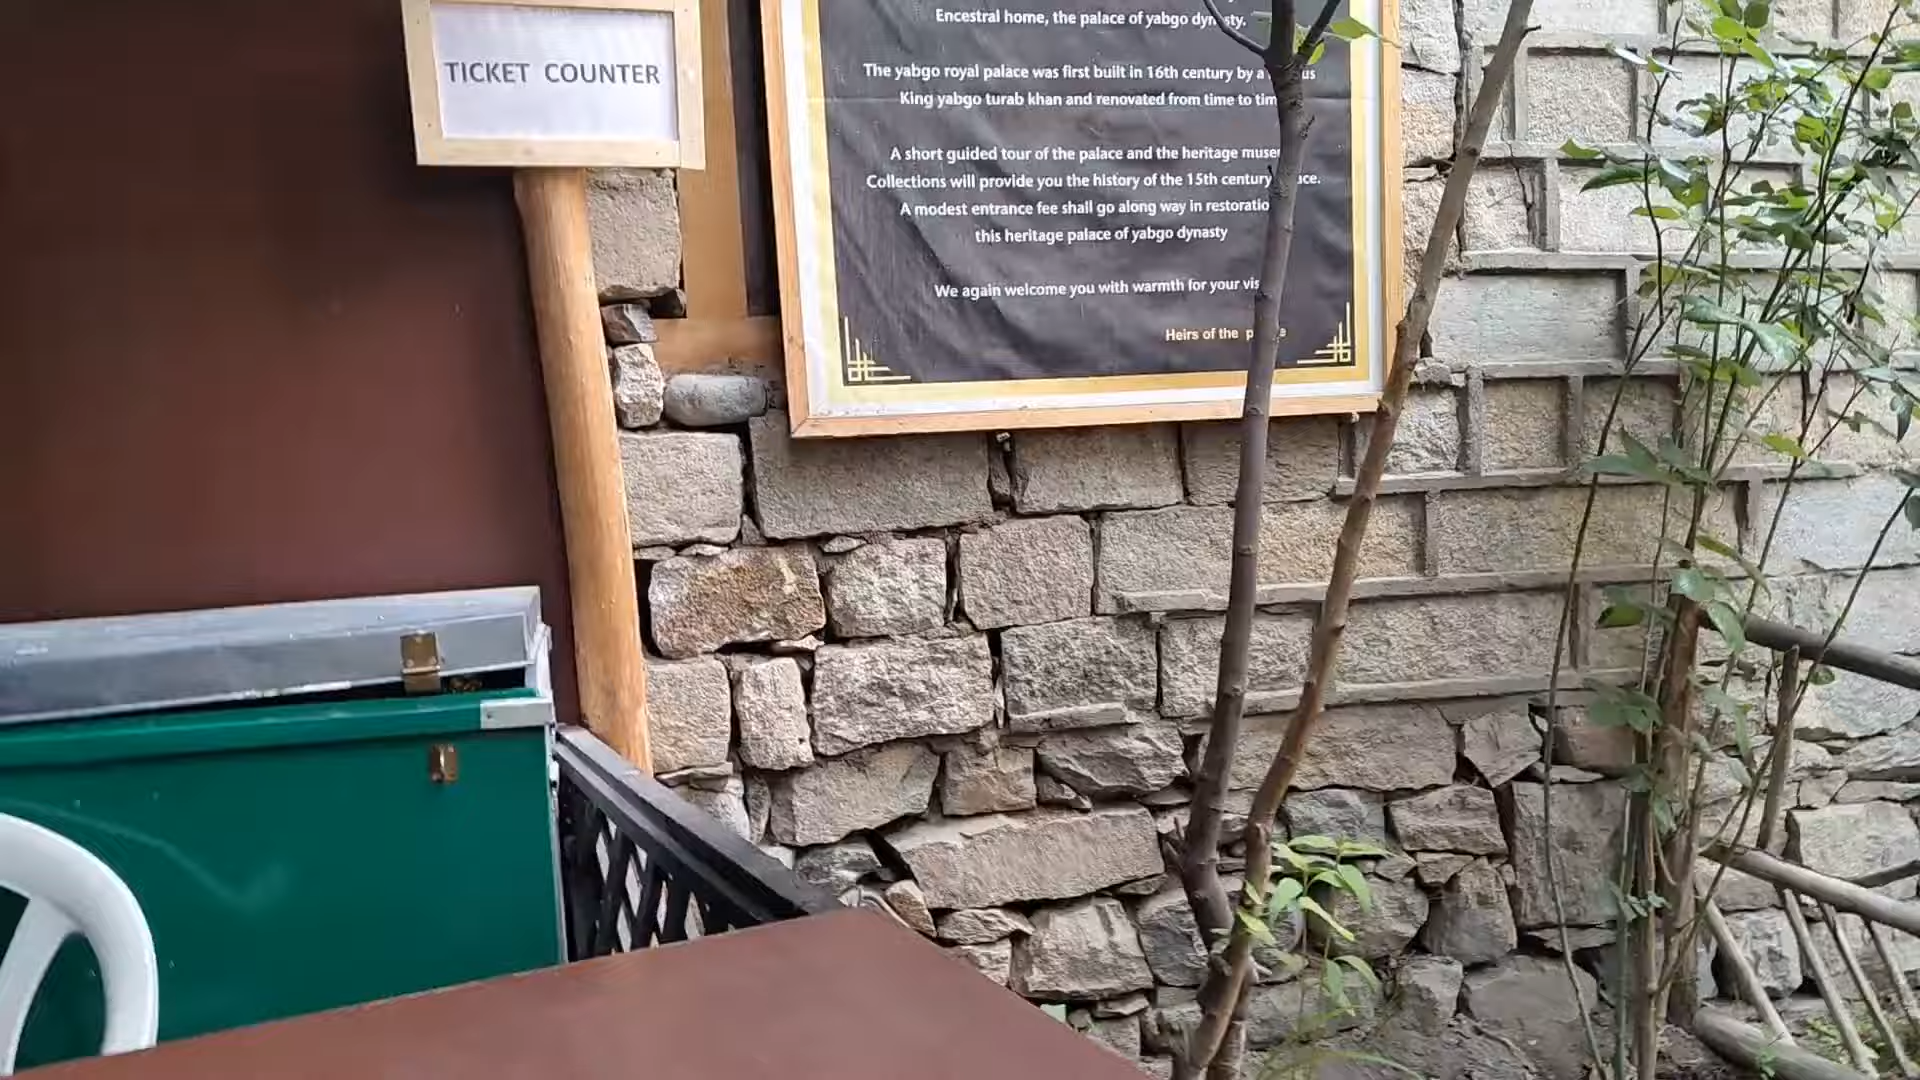 TICKET COUNTER
Encestral home, the palace of yabgo dynasty.
The yabgo royal palace was first built in 16th century by a
King yabgo turab khan and renovated from time to time
A short guided tour of the palace and the heritage museum
Collections will provide you the history of the 15th century
A modest entrance fee shall go along way in restoration
this heritage palace of yabgo dynasty
We again welcome you with warmth for your
Heirs of the